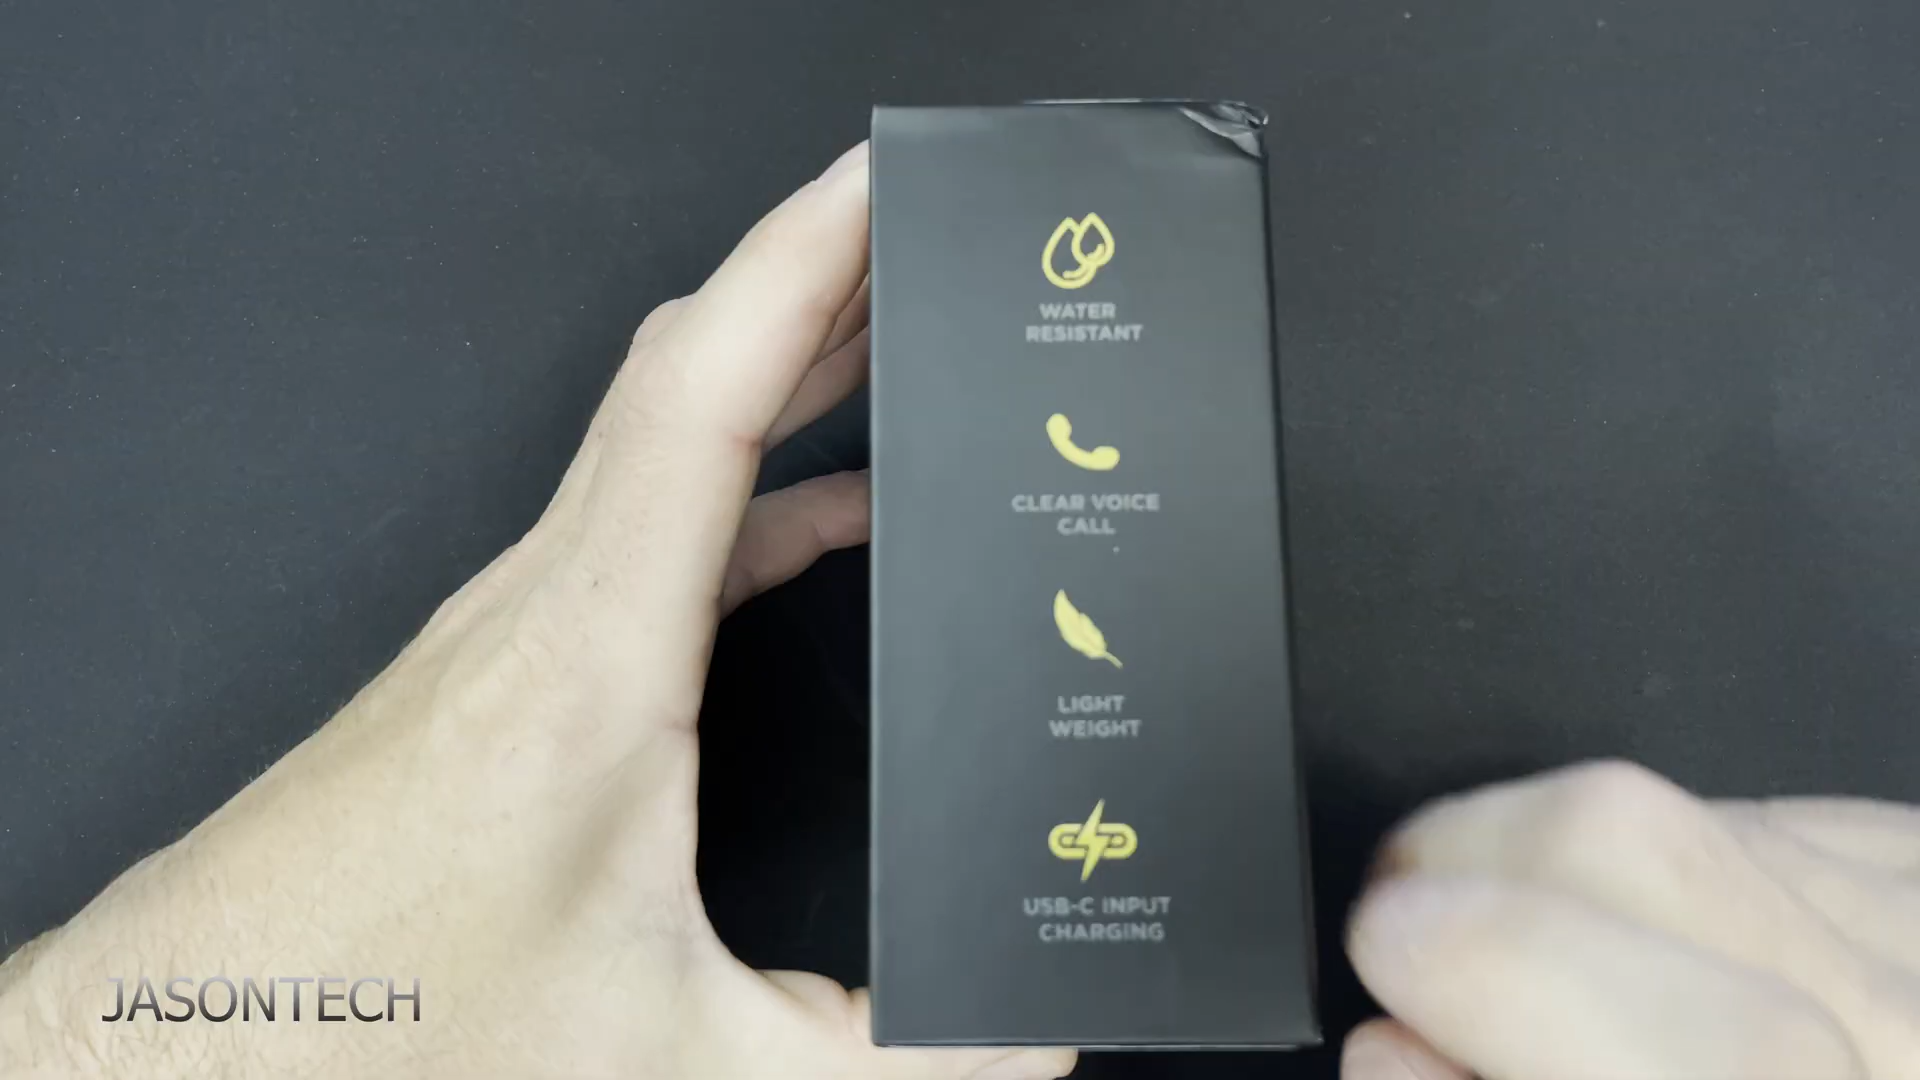 WATER
RESISTANT
CLEAR VOICE
CALL
LIGHT
WEIGHT
USB-C INPUT
CHARGING
JASONTECH